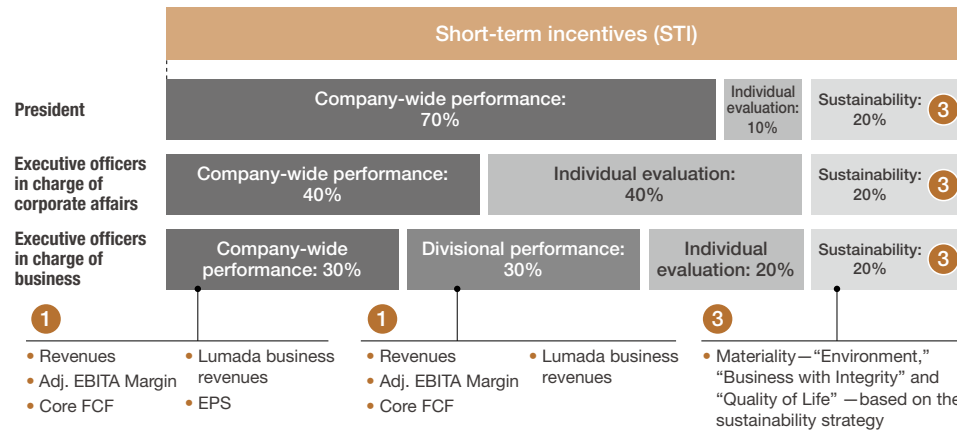 Short-term incentives (STI)
President
Company-wide performance:
70%
Individual
evaluation:
10%
Sustainability:
20%
3
Executive officers
in charge of
corporate affairs
Company-wide performance:
40%
Individual evaluation:
40%
Sustainability:
20%
3
Executive officers
in charge of
business
Company-wide
performance: 30%
Divisional performance:
30%
Individual
evaluation: 20%
Sustainability:
20%
3
1
• Revenues
• Adj. EBITA Margin
• Core FCF
• Lumada business
revenues
• EPS
1
• Revenues
• Adj. EBITA Margin
• Core FCF
• Lumada business
revenues
3
• Materiality—“Environment,”
“Business with Integrity” and
“Quality of Life” —based on the
sustainability strategy